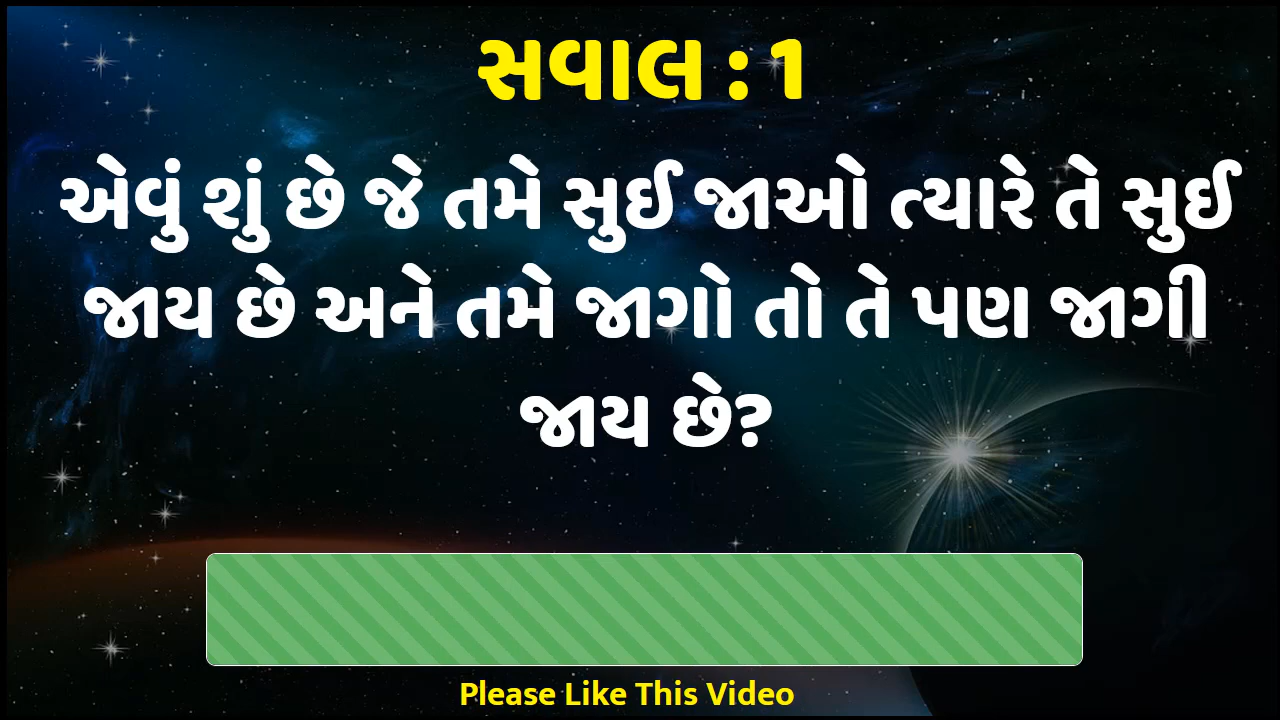 સવાલ : 1
એવું શું છે જે તમે સુઈ જાઓ ત્યારે તે સુઈ
જાય છે અને તમે જાગો તો તે પણ જાગી
જાય છે?
Please Like This Video